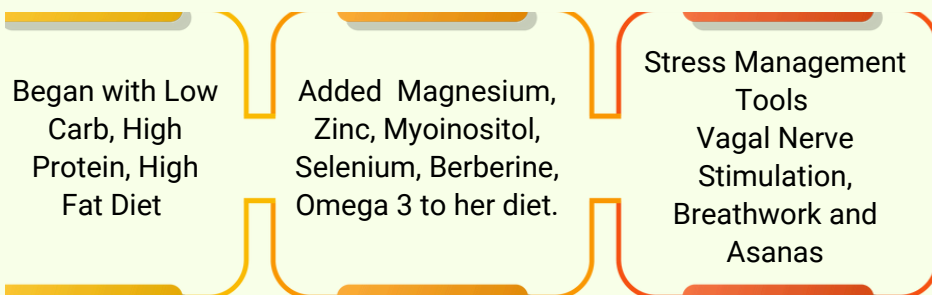 Began with Low
Carb, High
Protein, High
Fat Diet
Added Magnesium,
Zinc, Myoinositol,
Selenium, Berberine,
Omega 3 to her diet.
Stress Management
Tools
Vagal Nerve
Stimulation,
Breathwork and
Asanas